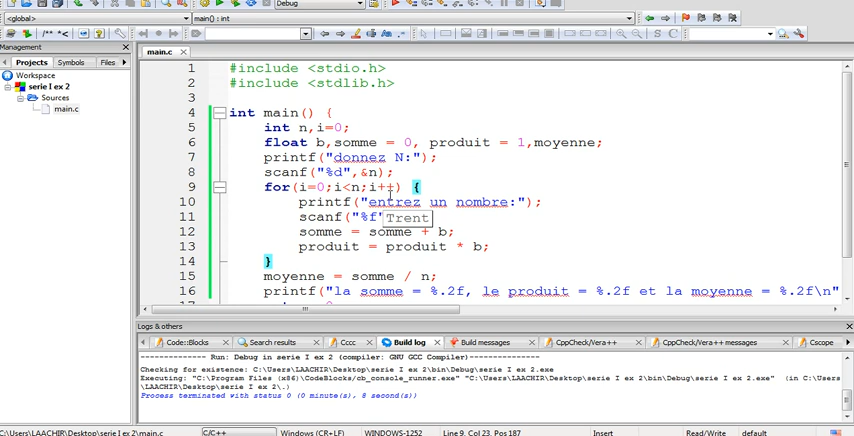 Debug
<global> main() : int
Management
Projects Symbols Files
Workspace
serie I ex 2
Sources
main.c
main.c
1 #include <stdio.h>
2 #include <stdlib.h>
3
4 int main() {
5 int n,i=0;
6 float b,somme = 0, produit = 1,moyenne;
7 printf("donnez N:");
8 scanf("%d",&n);
9 for(i=0;i<n;i++) {
10 printf("entrez un nombre:");
11 scanf("%f"
Trent
12 somme = somme + b;
13 produit = produit * b;
14 }
15 moyenne = somme / n;
16 printf("la somme = %.2f, le produit = %.2f et la moyenne = %.2f\n"
17
Logs & others
Code::Blocks Search results Cccc Build log Build messages CppCheck/Vera++ CppCheck/Vera++ messages Cscope
-------------- Run: Debug in serie I ex 2 (compiler: GNU GCC Compiler)---------------
Checking for existence: C:\Users\LAACHIR\Desktop\serie I ex 2\bin\Debug\serie I ex 2.exe
Executing: "C:\Program Files (x86)\CodeBlocks/cb_console_runner.exe" "C:\Users\LAACHIR\Desktop\serie I ex 2\bin\Debug\serie I ex 2.exe" (in C:\Users
\LAACHIR\Desktop\serie I ex 2\.)
Process terminated with status 0 (0 minute(s), 8 second(s))
C:\Users\LAACHIR\Desktop\serie I ex 2\main.c C/C++ Windows (CR+LF) WINDOWS-1252 Line 9, Col 23, Pos 187 Insert Read/Write default